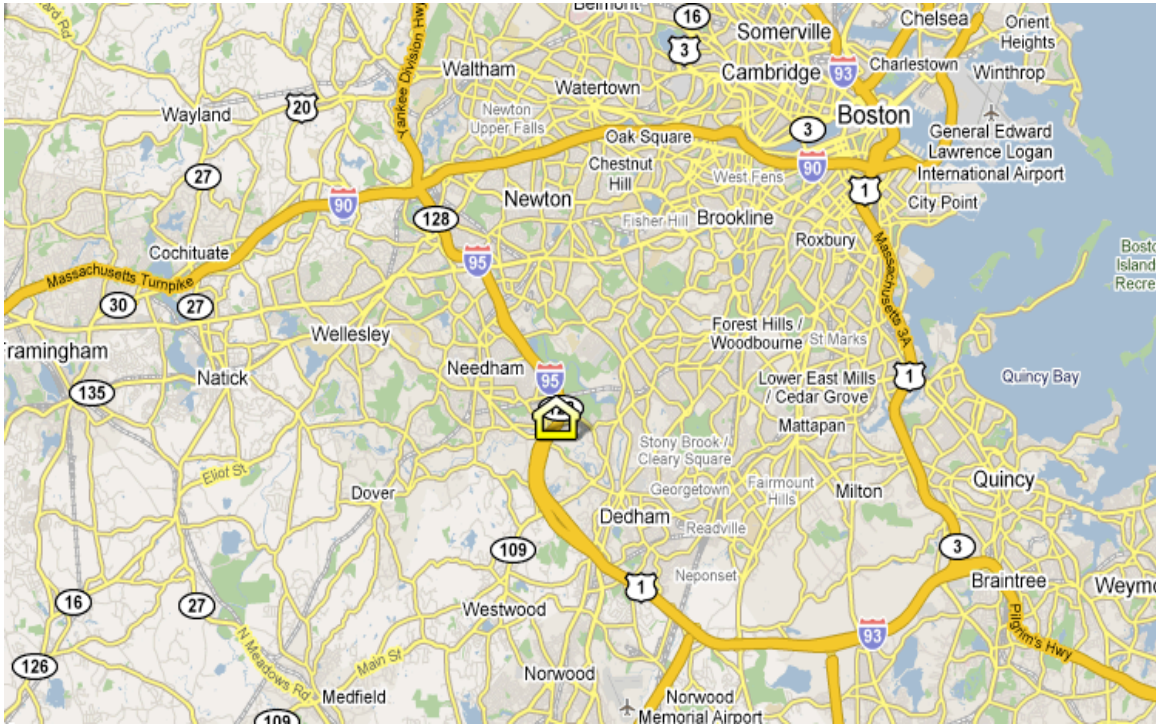 Belmont
16
3
Somerville
Chelsea
Orient
Heights
Yankee Division Hwy
Waltham
Cambridge
93
Charlestown
Winthrop
20
Wayland
Newton
Upper Falls
Watertown
Boston
3
Oak Square
General Edward
Lawrence Logan
International Airport
27
Chestnut
Hill
West Fens
90
1
90
Newton
128
Fisher Hill
Brookline
City Point
Roxbury
Cochituate
95
Massachusetts Turnpike
Massachusetts 3A
30
27
Wellesley
Forest Hills /
Woodbourne
St Marks
Framingham
Natick
Needham
95
Lower East Mills
/ Cedar Grove
1
Quincy Bay
135
Mattapan
Stony Brook /
Cleary Square
Eliot St
Dover
Georgetown
Fairmount
Hills
Milton
Quincy
Dedham
Readville
109
3
Neponset
1
Braintree
16
27
Westwood
93
Pilgrim's Hwy
N Meadows Rd
Main St
126
Norwood
Medfield
Norwood
Memorial Airport
109